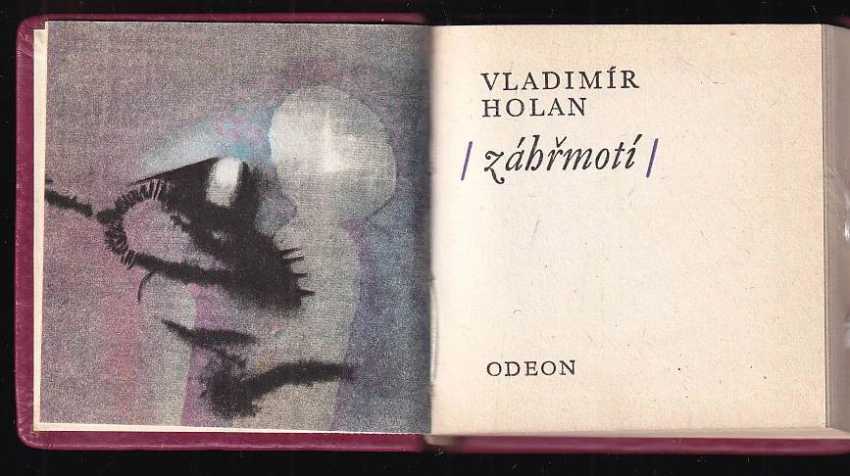 VLADIMÍR
HOLAN
/záhřmotí/
ODEON